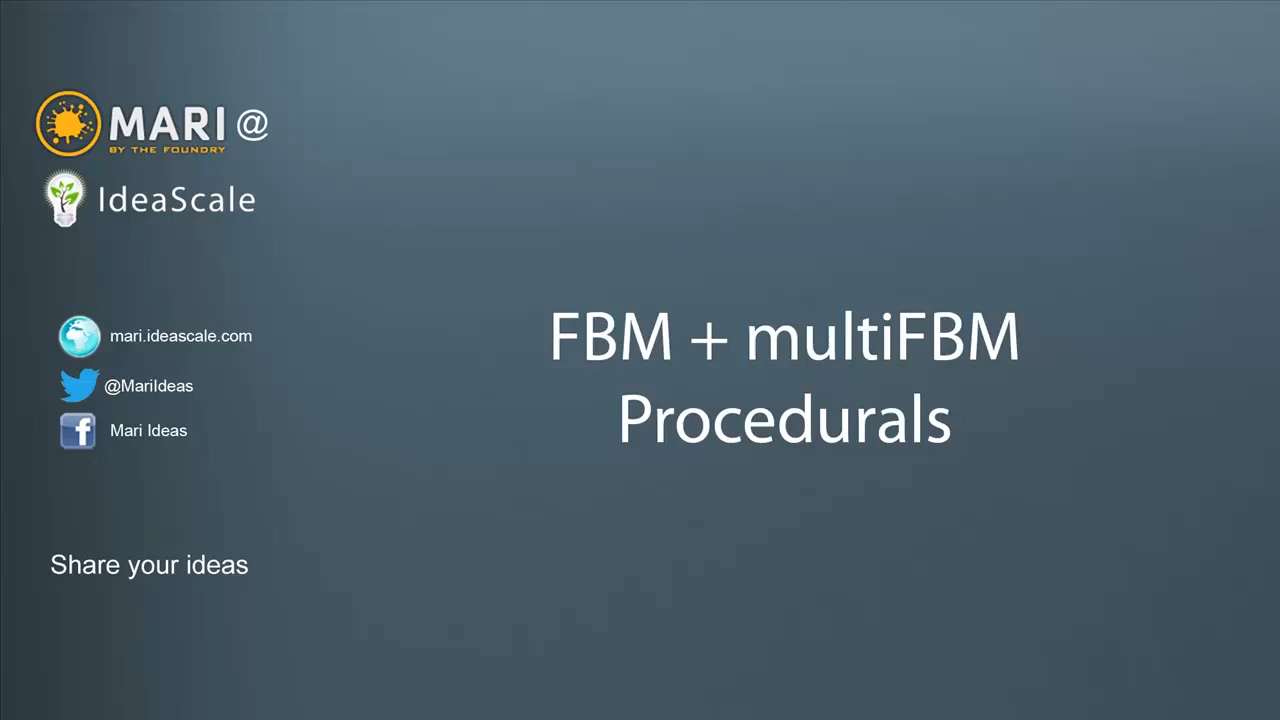 MARI @
BY THE FOUNDRY
IdeaScale
mari.ideascale.com
@MariIdeas
Mari Ideas
Share your ideas
FBM + multiFBM
Procedurals